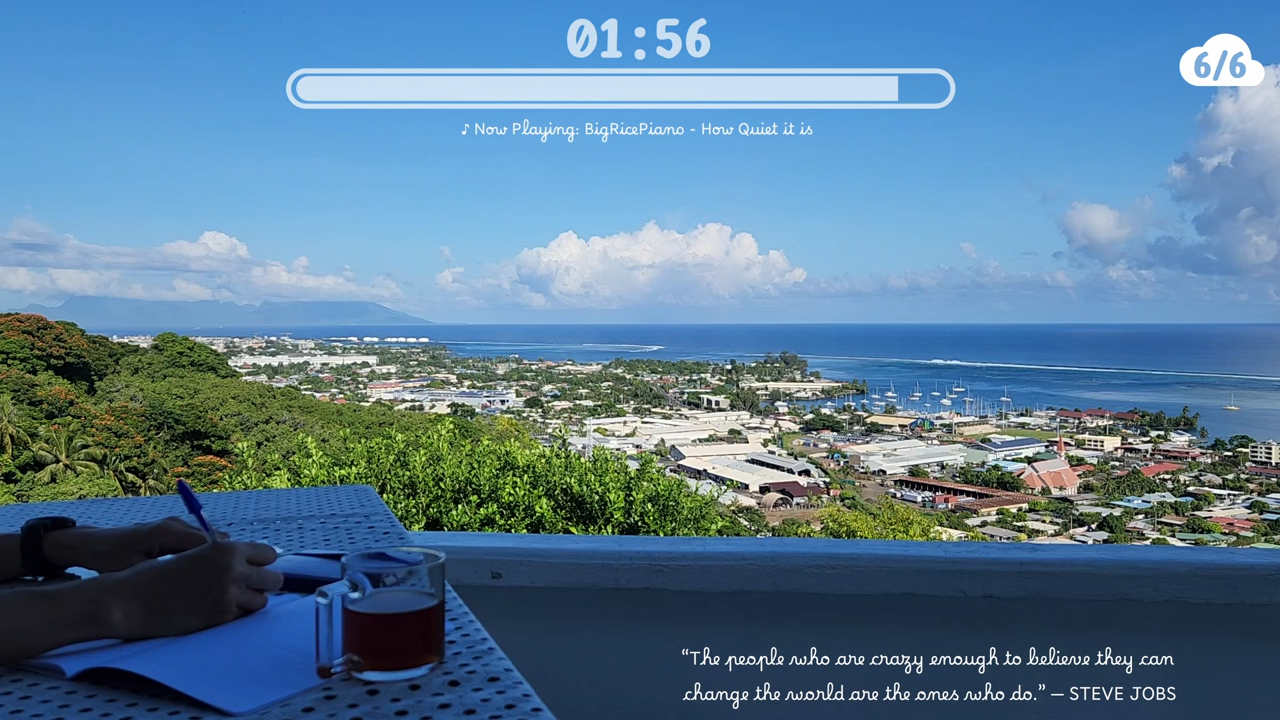 01:56
6/6
♪ Now Playing: BigRicePiano - How Quiet it is
“The people who are crazy enough to believe they can
change the world are the ones who do.” — STEVE JOBS